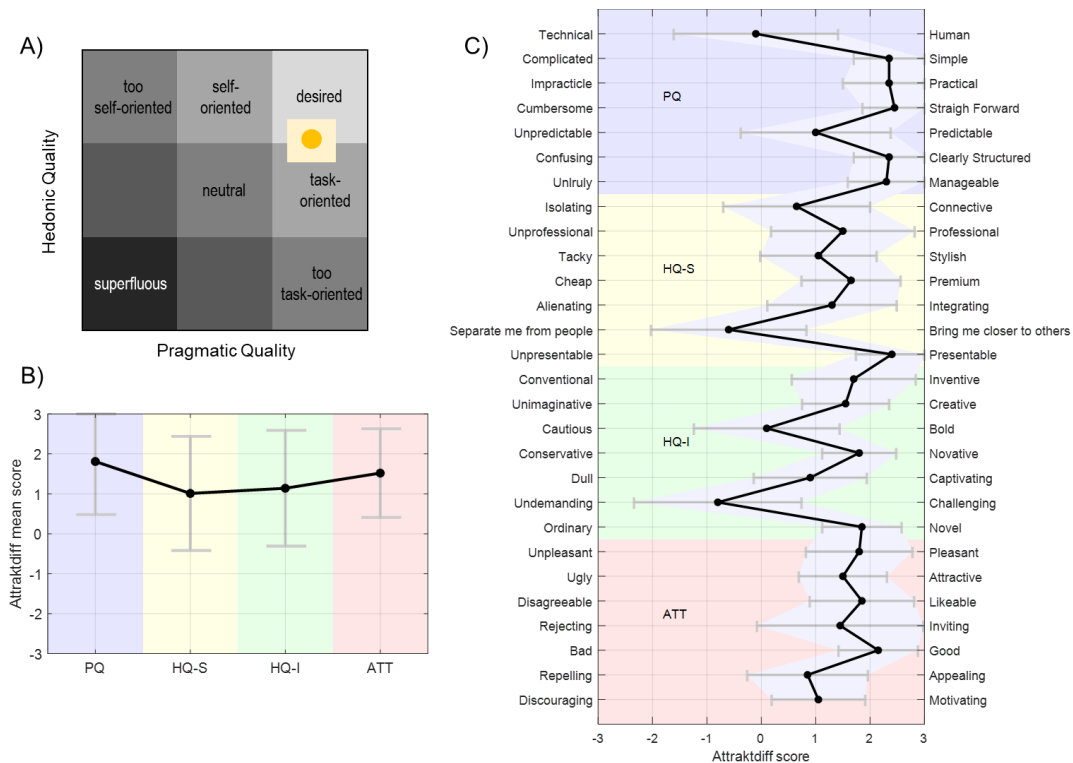 A)
too
self-oriented
self-
oriented
desired
neutral
task-
oriented
superfluous
too
task-oriented
Hedonic Quality
Pragmatic Quality
B)
Attraktdiff mean score
3
2
1
0
-1
-2
-3
PQ
HQ-S
HQ-I
ATT
C)
Technical
Human
Complicated
Simple
Impracticle
Practical
Cumbersome
Straigh Forward
Unpredictable
Predictable
Confusing
Clearly Structured
Unlruly
Manageable
Isolating
Connective
Unprofessional
Professional
Tacky
Stylish
Cheap
Premium
Alienating
Integrating
Separate me from people
Bring me closer to others
Unpresentable
Presentable
Conventional
Inventive
Unimaginative
Creative
Cautious
Bold
Conservative
Novative
Dull
Captivating
Undemanding
Challenging
Ordinary
Novel
Unpleasant
Pleasant
Ugly
Attractive
Disagreeable
Likeable
Rejecting
Inviting
Bad
Good
Repelling
Appealing
Discouraging
Motivating
PQ
HQ-S
HQ-I
ATT
-3
-2
-1
0
1
2
3
Attraktdiff score